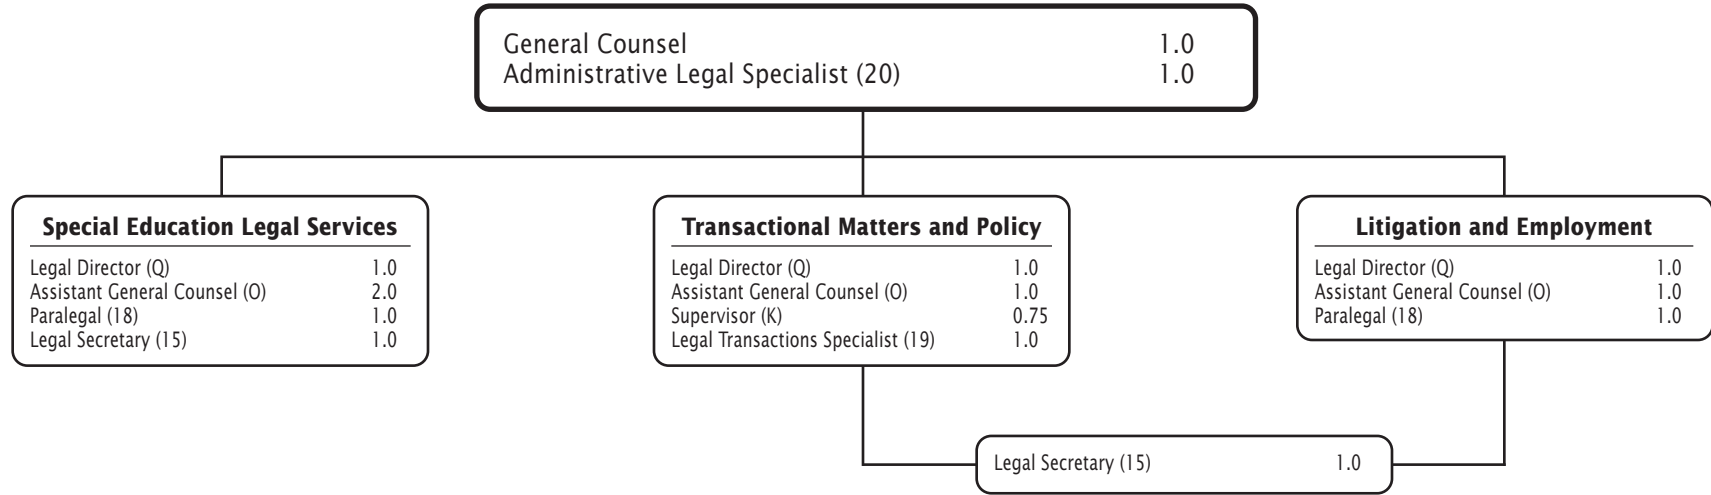 General Counsel 1.0
Administrative Legal Specialist (20) 1.0
Special Education Legal Services
Legal Director (Q) 1.0
Assistant General Counsel (O) 2.0
Paralegal (18) 1.0
Legal Secretary (15) 1.0
Transactional Matters and Policy
Legal Director (Q) 1.0
Assistant General Counsel (O) 1.0
Supervisor (K) 0.75
Legal Transactions Specialist (19) 1.0
Litigation and Employment
Legal Director (Q) 1.0
Assistant General Counsel (O) 1.0
Paralegal (18) 1.0
Legal Secretary (15) 1.0